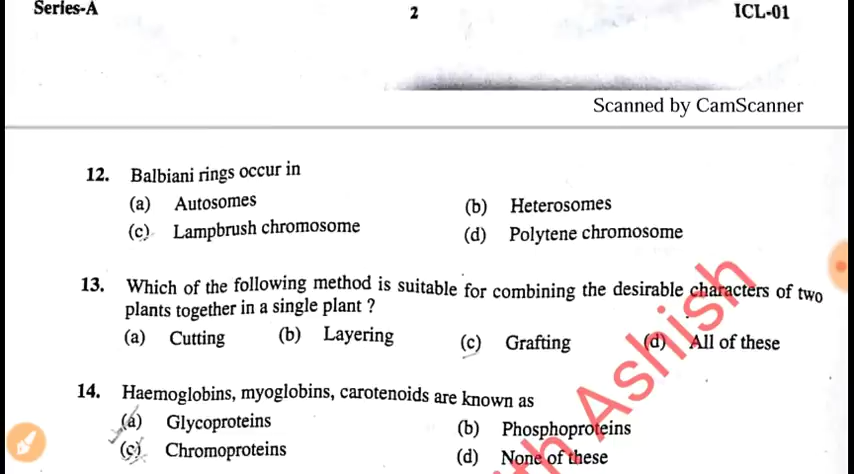 Series-A 2 ICL-01
Scanned by CamScanner
12. Balbiani rings occur in
(a) Autosomes (b) Heterosomes
(c) Lampbrush chromosome (d) Polytene chromosome
13. Which of the following method is suitable for combining the desirable characters of two
plants together in a single plant ?
(a) Cutting (b) Layering (c) Grafting (d) All of these
14. Haemoglobins, myoglobins, carotenoids are known as
(a) Glycoproteins (b) Phosphoproteins
(c) Chromoproteins (d) None of these
ith Ashish